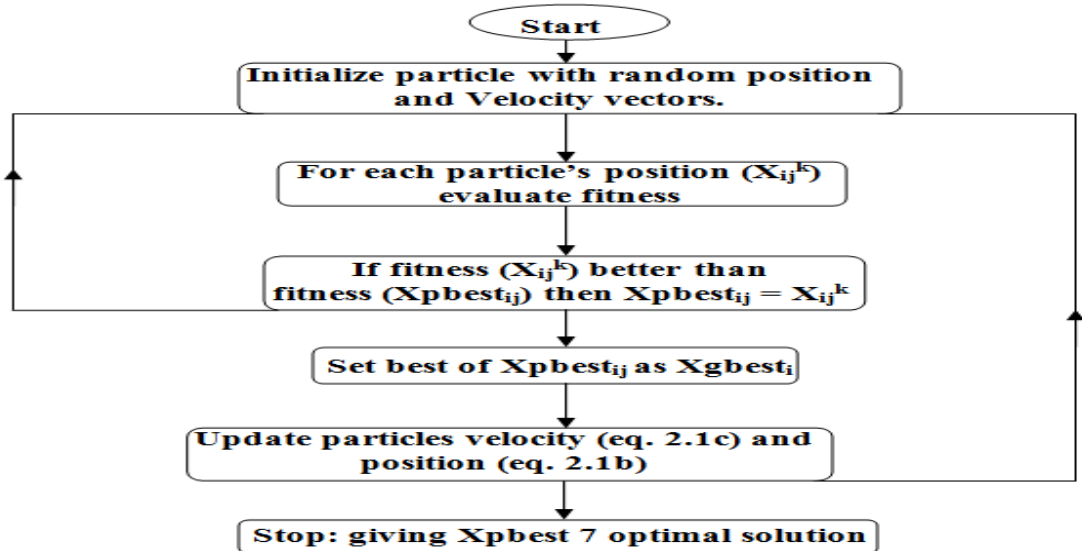 Start
Initialize particle with random position
and Velocity vectors.
For each particle's position (Xᵢⱼᵏ)
evaluate fitness
If fitness (Xᵢⱼᵏ) better than
fitness (Xpbestᵢⱼ) then Xpbestᵢⱼ = Xᵢⱼᵏ
Set best of Xpbestᵢⱼ as Xgbestᵢ
Update particles velocity (eq. 2.1c) and
position (eq. 2.1b)
Stop: giving Xpbest 7 optimal solution